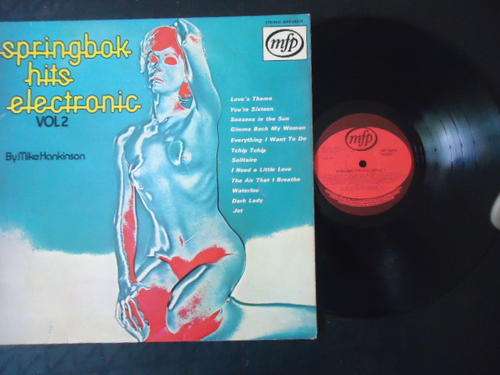 springbok
hits
electronic
VOL 2
By: Mike Hankinson
mfp
Love's Theme
You're Sixteen
Seasons in the Sun
Gimme Back My Woman
Everything I Want To Do
Tchip Tchip
Solitaire
I Need a Little Love
The Air That I Breathe
Waterloo
Dark Lady
Jet
mfp